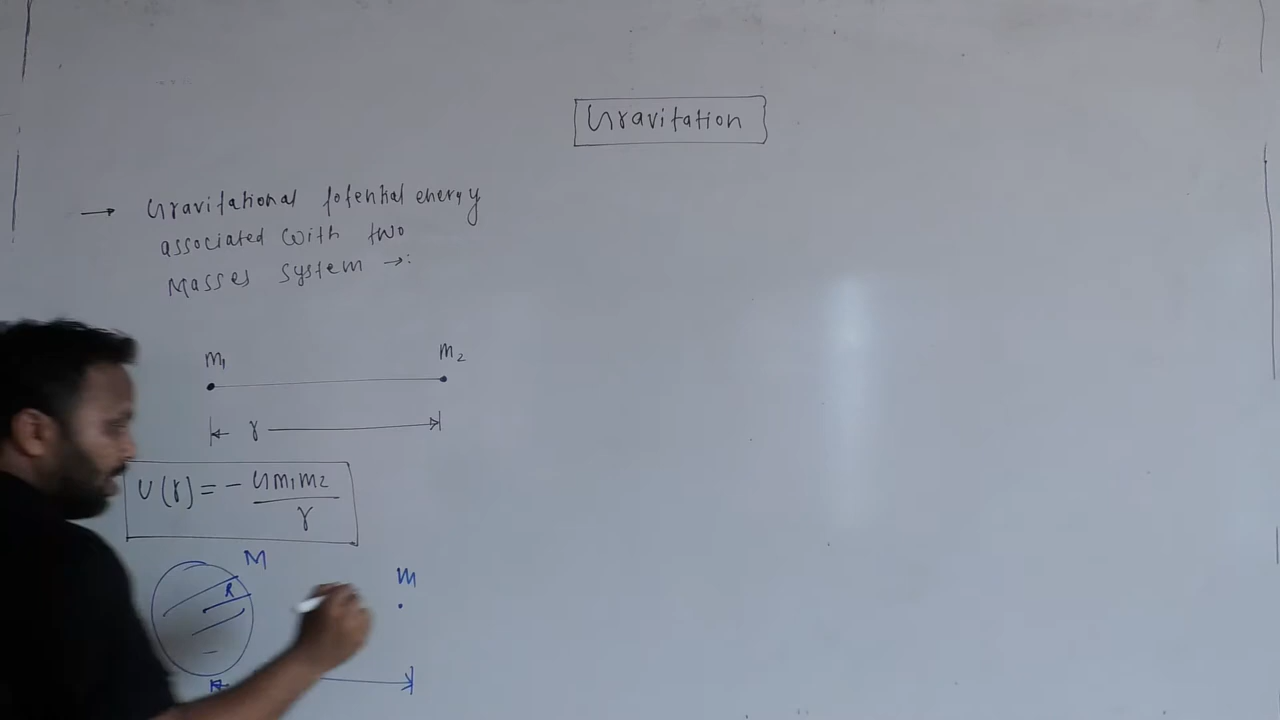 Gravitation
→ Gravitational potential energy
associated with two
Masses system →:
m₁ m₂
r
U(r) = - Gm₁m₂/r
M
R
m